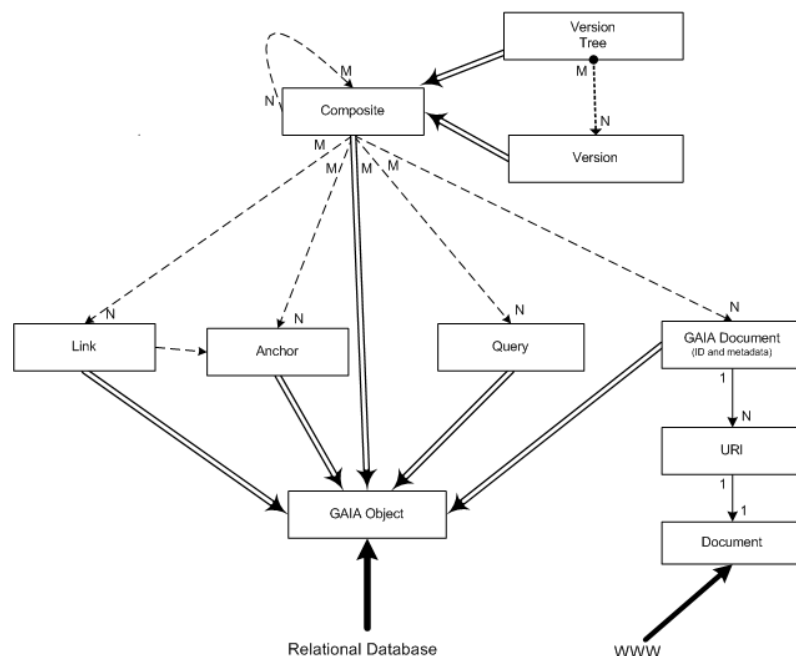 Version
Tree
M
M
N
Composite
N
Version
M
M
M
M
N
N
N
N
Link
Anchor
Query
GAIA Document
(ID and metadata)
1
N
URI
1
1
GAIA Object
Document
Relational Database
WWW